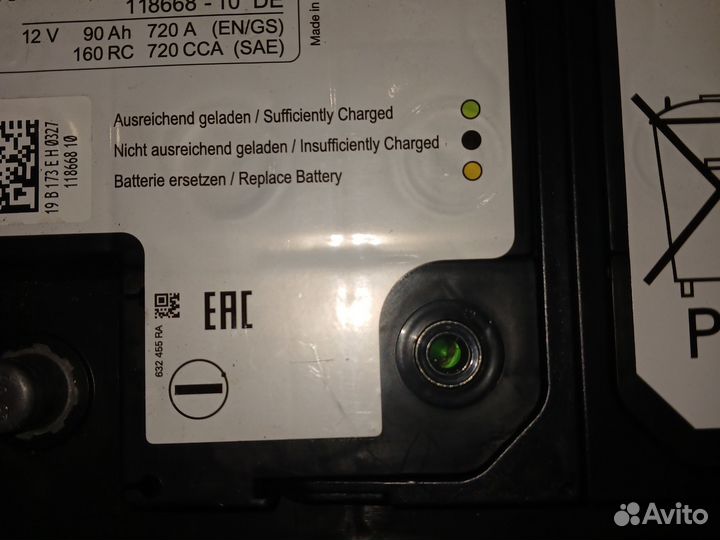 118668 - 10 DE
12 V 90 Ah 720 A (EN/GS)
160 RC 720 CCA (SAE)
Made in
Ausreichend geladen / Sufficiently Charged
Nicht ausreichend geladen / Insufficiently Charged
Batterie ersetzen / Replace Battery
19 B 173 E H 0327
118668 10
632 455 RA
EAC
P
Avito